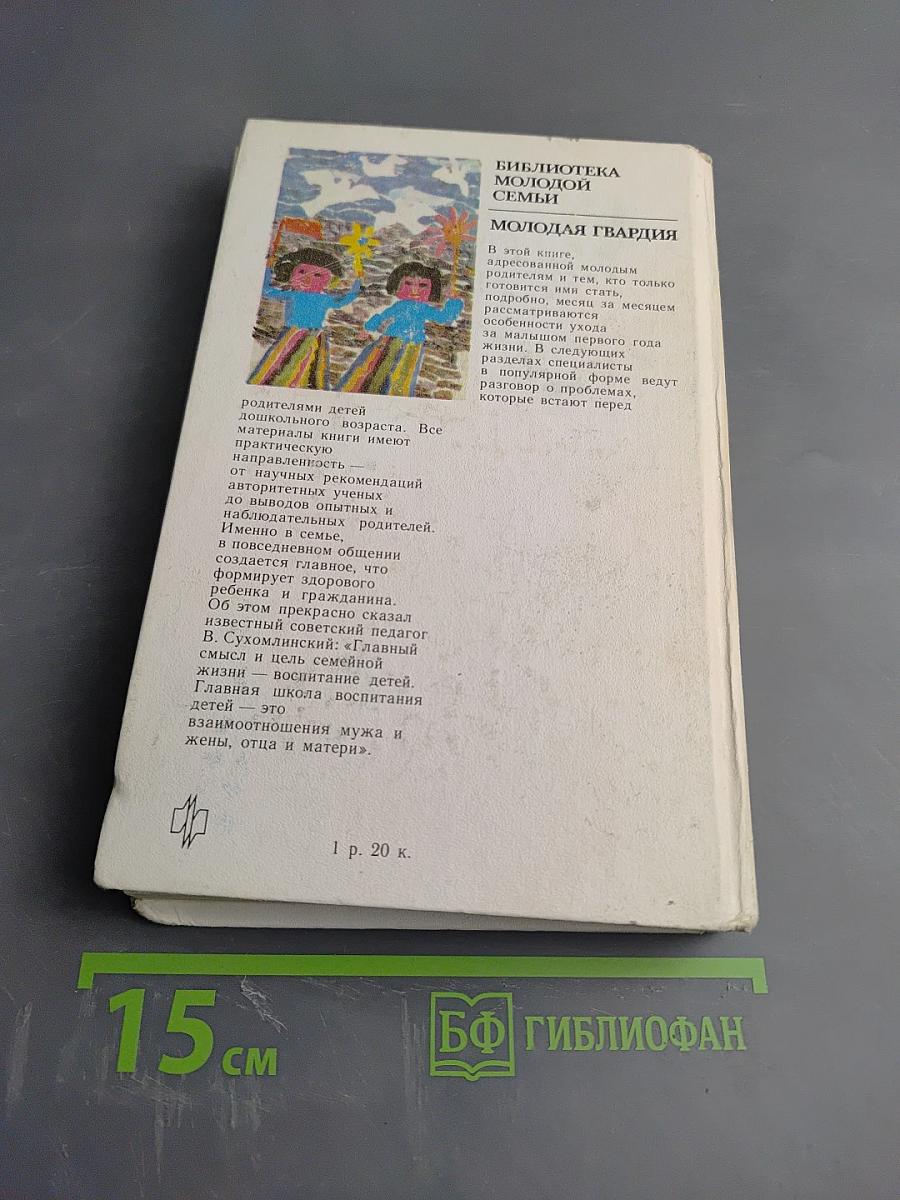 БИБЛИОТЕКА
МОЛОДОЙ
СЕМЬИ
МОЛОДАЯ ГВАРДИЯ
В этой книге,
адресованной молодым
родителям и тем, кто только
готовится ими стать,
подробно, месяц за месяцем
рассматриваются
особенности ухода
за малышом первого года
жизни. В следующих
разделах специалисты
в популярной форме ведут
разговор о проблемах,
которые встают перед
родителями детей
дошкольного возраста. Все
материалы книги имеют
практическую
направленность —
от научных рекомендаций
авторитетных ученых
до выводов опытных и
наблюдательных родителей.
Именно в семье,
в повседневном общении
создается главное, что
формирует здорового
ребенка и гражданина.
Об этом прекрасно сказал
известный советский педагог
В. Сухомлинский: «Главный
смысл и цель семейной
жизни — воспитание детей.
Главная школа воспитания
детей — это
взаимоотношения мужа и
жены, отца и матери».
1 р. 20 к.
15 см
БФ ГИБЛИОФАН